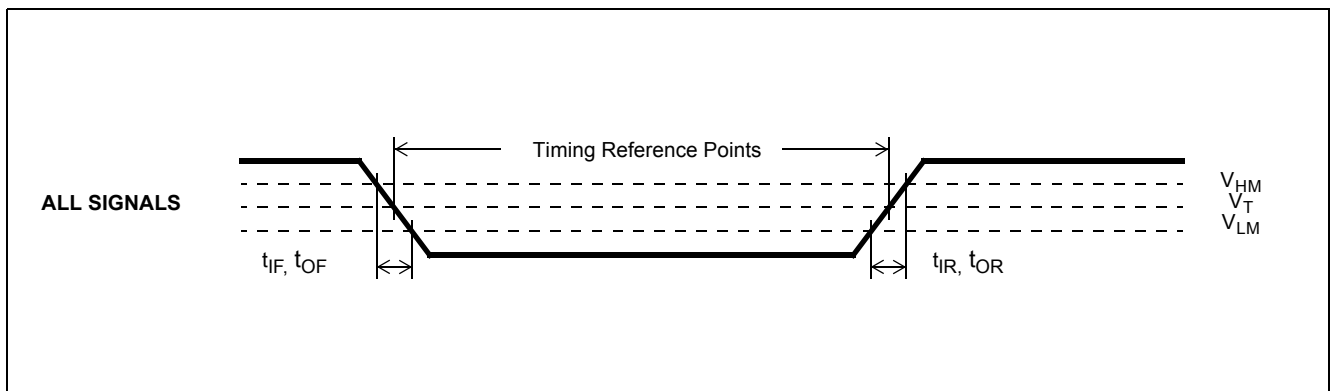 Timing Reference Points
ALL SIGNALS
V_HM
V_T
V_LM
t_IF, t_OF
t_IR, t_OR